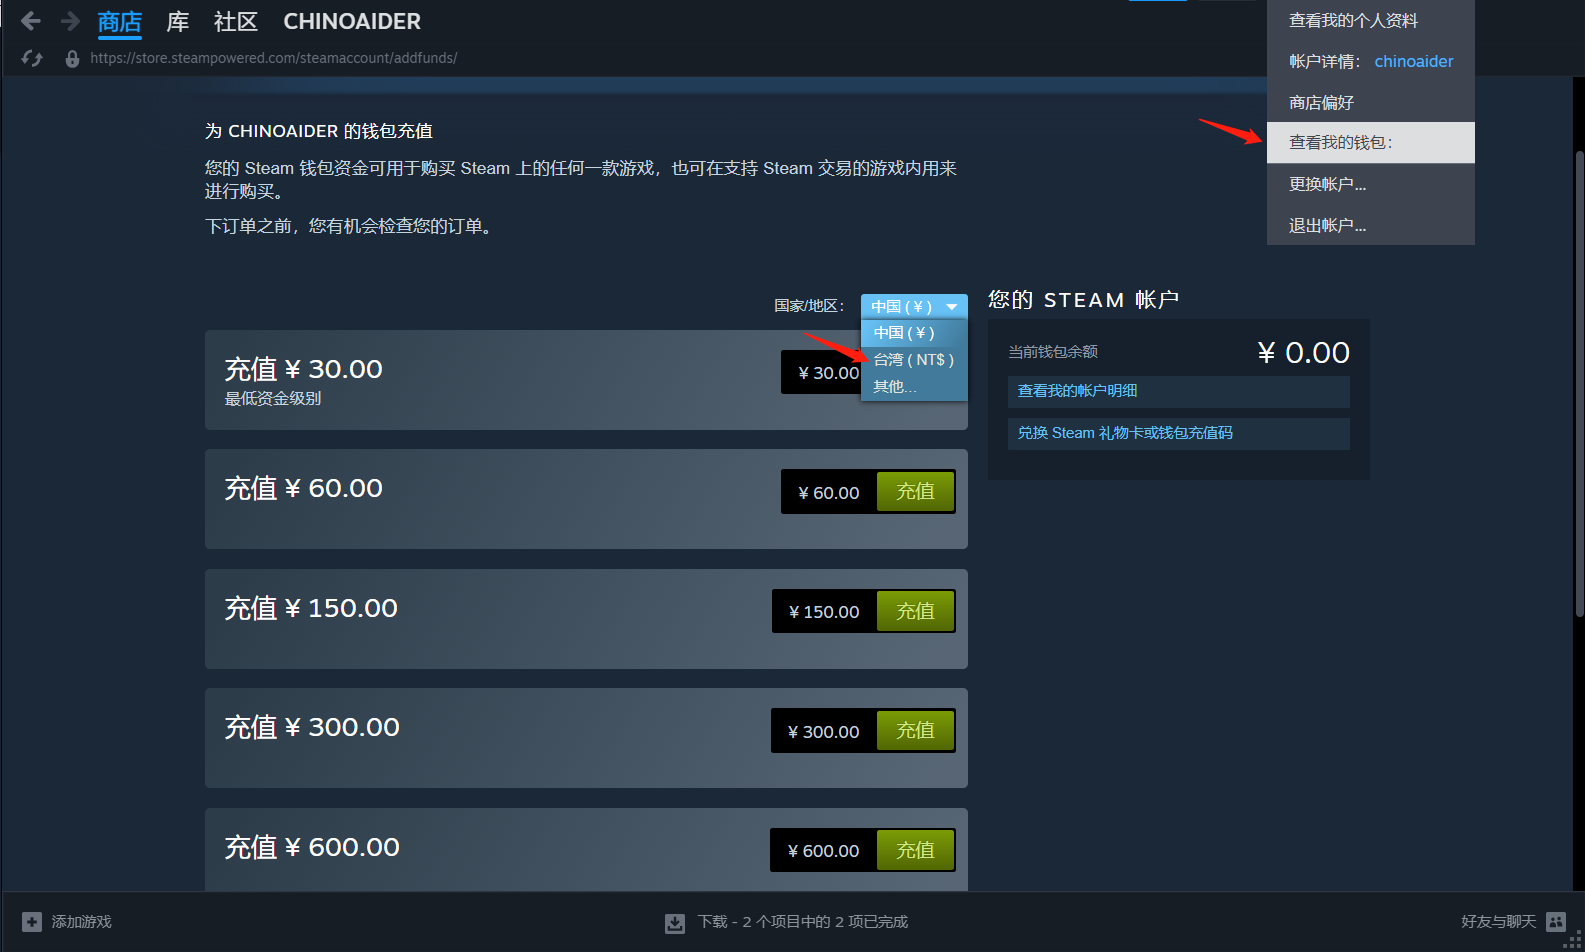 商店 库 社区 CHINOAIDER
https://store.steampowered.com/steamaccount/addfunds/
查看我的个人资料
帐户详情： chinoaider
商店偏好
查看我的钱包：
更换帐户...
退出帐户...
为 CHINOAIDER 的钱包充值
您的 Steam 钱包资金可用于购买 Steam 上的任何一款游戏，也可在支持 Steam 交易的游戏内用来
进行购买。
下订单之前，您有机会检查您的订单。
国家/地区： 中国 ( ¥ )
中国 ( ¥ )
台湾 ( NT$ )
其他...
充值 ¥ 30.00
最低资金级别
¥ 30.00
充值 ¥ 60.00
¥ 60.00 充值
充值 ¥ 150.00
¥ 150.00 充值
充值 ¥ 300.00
¥ 300.00 充值
充值 ¥ 600.00
¥ 600.00 充值
您的 STEAM 帐户
当前钱包余额 ¥ 0.00
查看我的帐户明细
兑换 Steam 礼物卡或钱包充值码
添加游戏
下载 - 2 个项目中的 2 项已完成
好友与聊天